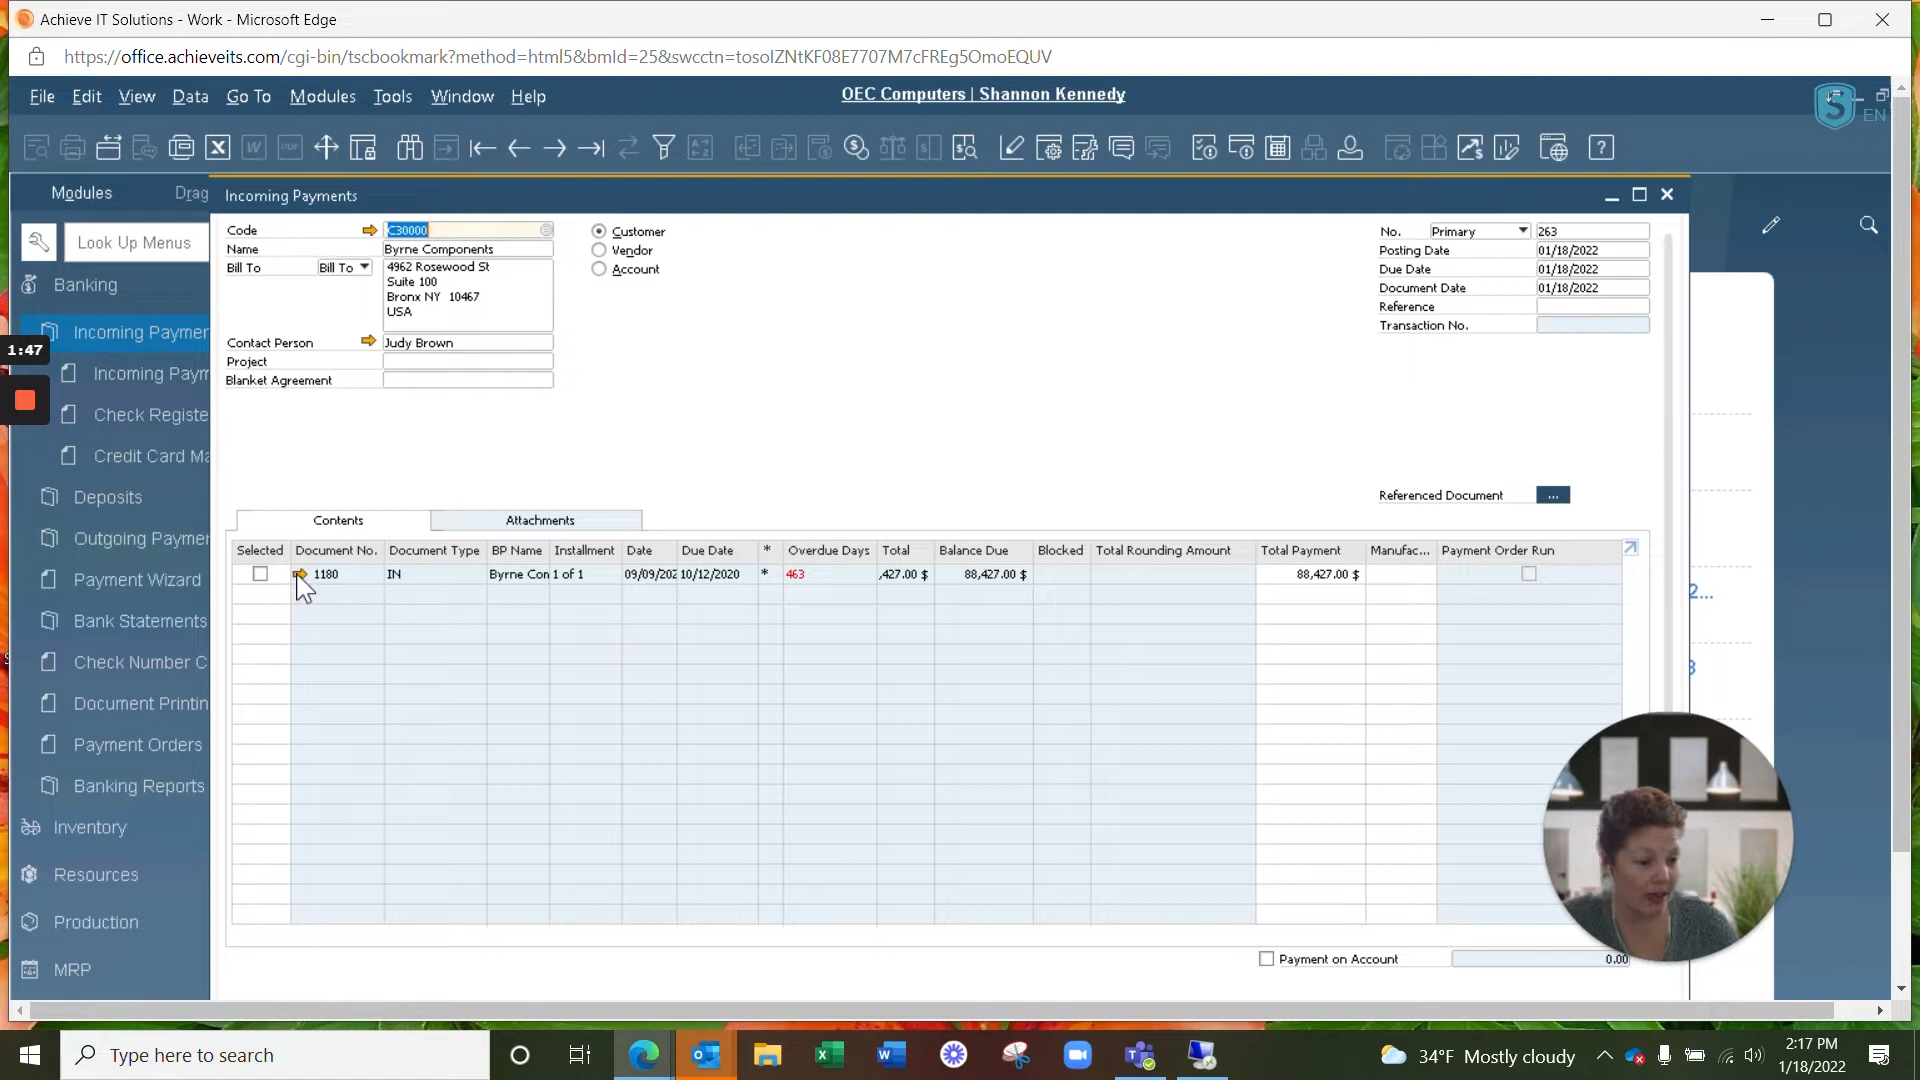 Achieve IT Solutions - Work - Microsoft Edge
https://office.achieveits.com/cgi-bin/tscbookmark?method=html5&bmId=25&swcctn=tosolZNtKF08E7707M7cFREg5OmoEQUV
File Edit View Data Go To Modules Tools Window Help
OEC Computers | Shannon Kennedy
EN
Modules Drag
Incoming Payments
Look Up Menus
Banking
Incoming Paymer
Incoming Paym
Check Registe
Credit Card Ma
Deposits
Outgoing Paymer
Payment Wizard
Bank Statements
Check Number C
Document Printin
Payment Orders
Banking Reports
Inventory
Resources
Production
MRP
1:47
Code C30000
Name Byrne Components
Bill To Bill To 4962 Rosewood St
Suite 100
Bronx NY 10467
USA
Contact Person Judy Brown
Project
Blanket Agreement
Customer
Vendor
Account
No. Primary 263
Posting Date 01/18/2022
Due Date 01/18/2022
Document Date 01/18/2022
Reference
Transaction No.
Referenced Document ...
Contents Attachments
Selected Document No. Document Type BP Name Installment Date Due Date * Overdue Days Total Balance Due Blocked Total Rounding Amount Total Payment Manufac... Payment Order Run
1180 IN Byrne Con 1 of 1 09/09/202 10/12/2020 * 463 ,427.00 $ 88,427.00 $ 88,427.00 $
2...
Payment on Account 0.00
Type here to search
34°F Mostly cloudy
2:17 PM
1/18/2022